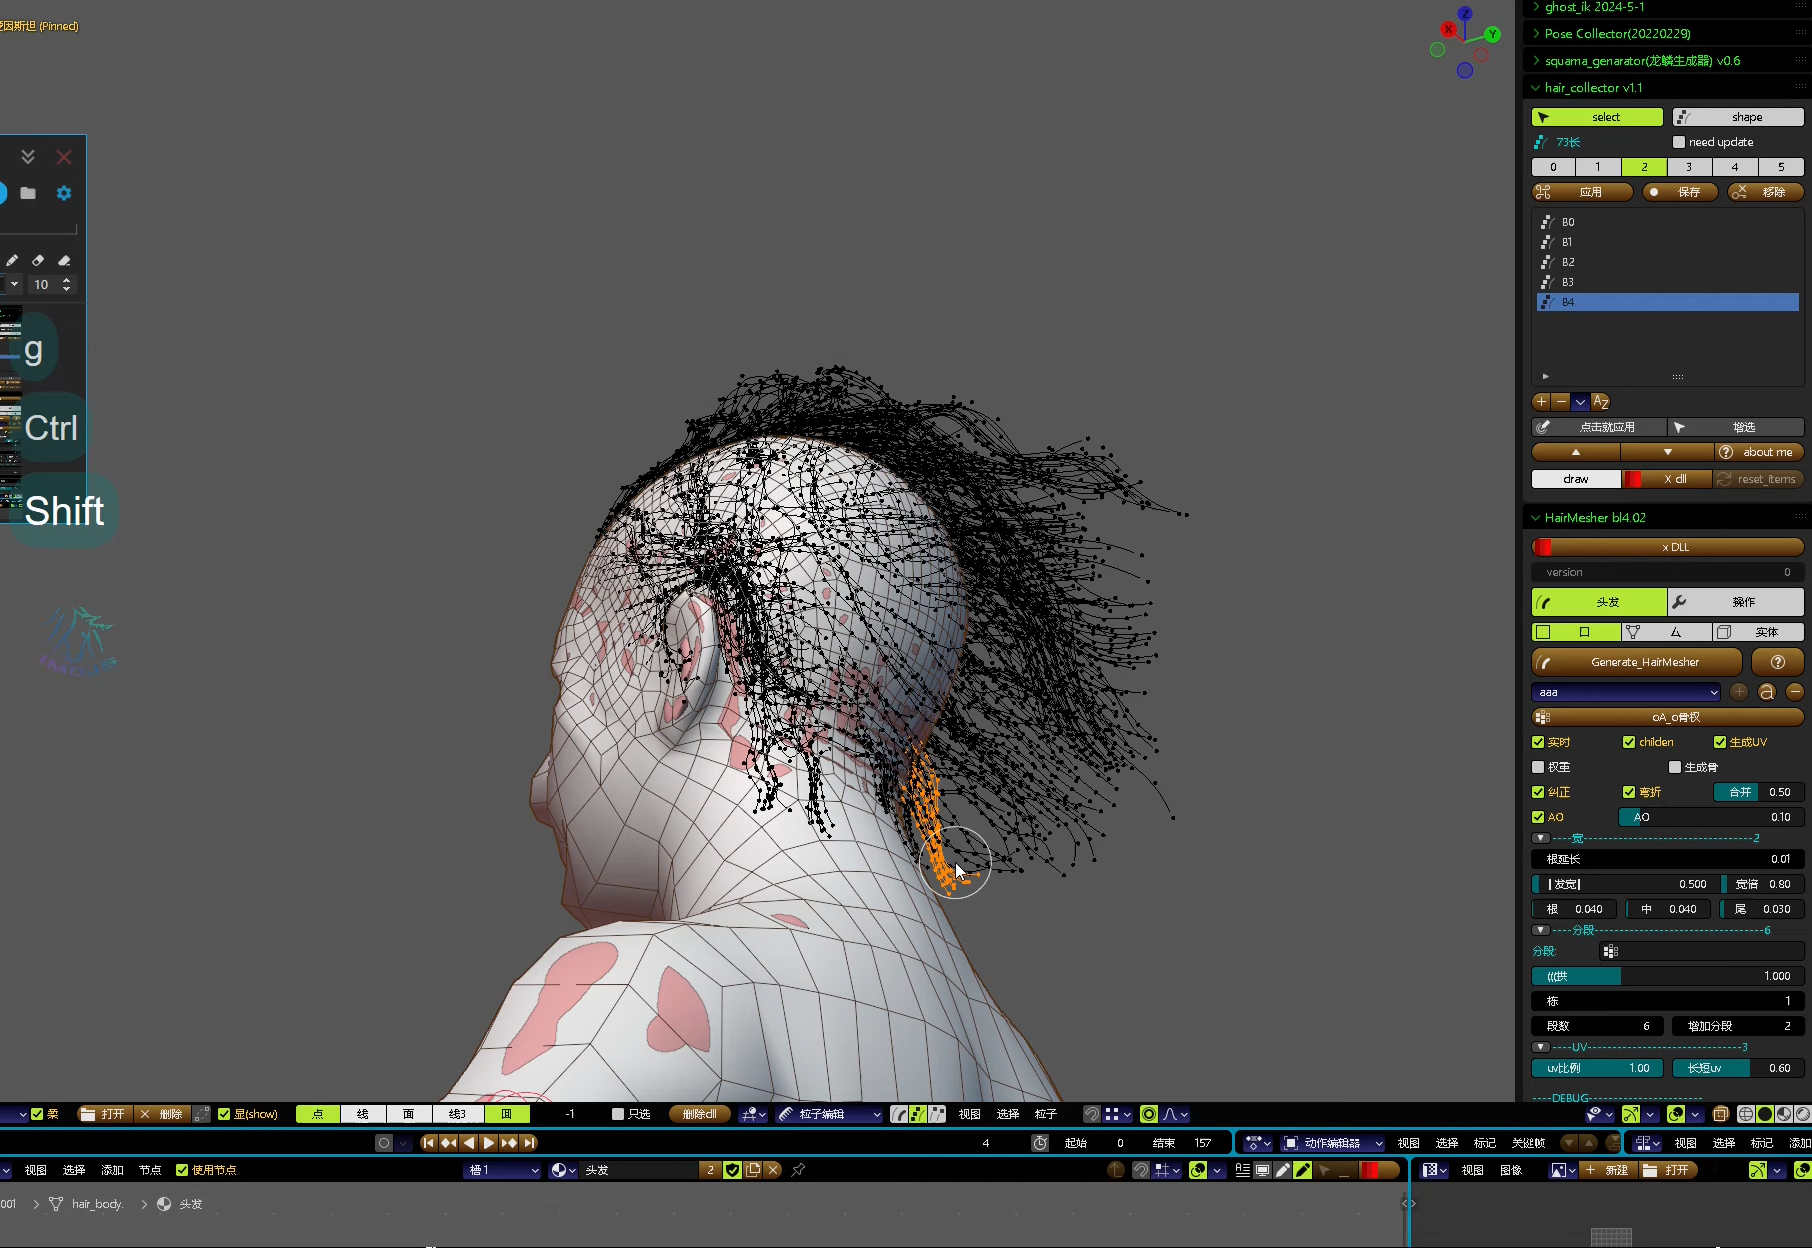 ghost_ik 2024-5-1
爱因斯坦 (Pinned)
Pose Collector(20220229)
squama_genarator(龙鳞生成器) v0.6
hair_collector v1.1
select shape
73长 need update
0 1 2 3 4 5
应用 保存 移除
B0
B1
B2
B3
B4
10
g
Ctrl
Shift
点击就应用 增选
about me
draw X dll reset_items
HairMesher bl4.02
x DLL
version 0
头发 操作
口 厶 实体
Generate_HairMesher
aaa
oA_o骨权
实时 childen 生成UV
权重 生成骨
纠正 弯折 合并 0.50
AO AO 0.10
----宽----2
根延长 0.01
|发宽| 0.500 宽倍 0.80
根 0.040 中 0.040 尾 0.030
----分段----6
分段:
(((拱 1.000
栋 1
段数 6 增加分段 2
----UV----3
uv比例 1.00 长短uv 0.60
----DEBUG----
柔 打开 删除 显(show) 点 线 面 线3 -1 只选 删除dll 粒子编辑 视图 选择 粒子
4 起始 0 结束 157 动作编辑器 视图 选择 标记 关键帧 视图 选择 标记 添加
视图 选择 添加 节点 使用节点 槽 1 头发 2 视图 图像 新建 打开
001 hair_body. 头发